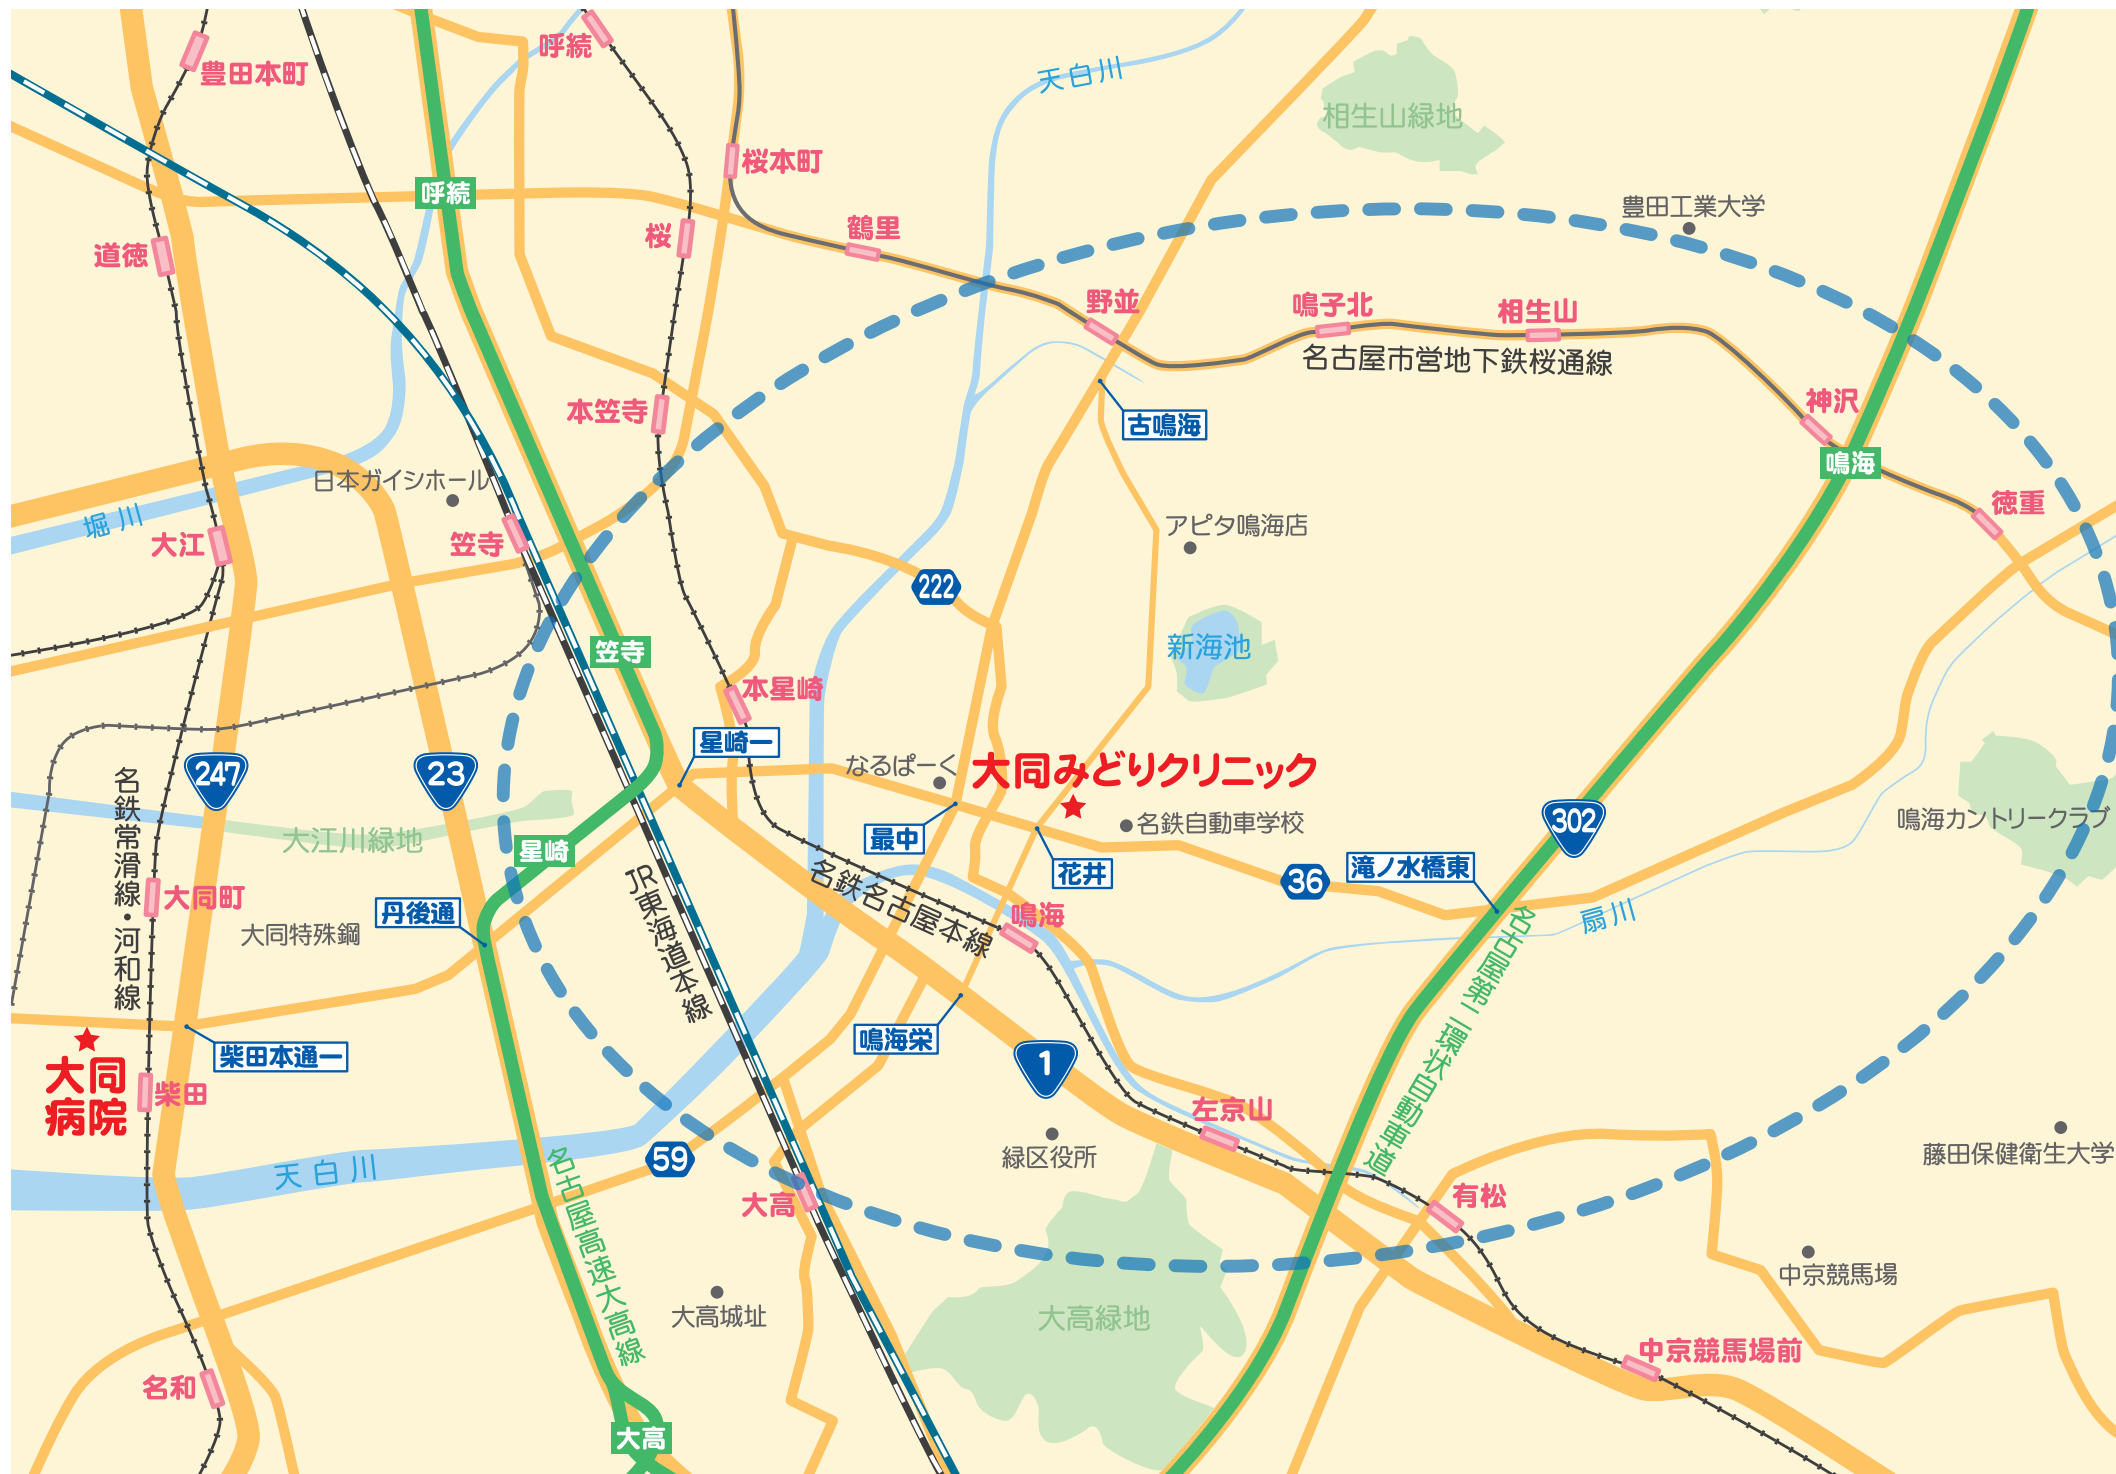 呼続
豊田本町
天白川
相生山緑地
桜本町
呼続
豊田工業大学
桜
鶴里
道徳
野並
鳴子北
相生山
名古屋市営地下鉄桜通線
神沢
本笠寺
古鳴海
鳴海
日本ガイシホール
徳重
堀川
大江
笠寺
アピタ鳴海店
222
笠寺
新海池
本星崎
星崎一
247
23
なるぱーく
大同みどりクリニック
名鉄常滑線・河和線
名鉄自動車学校
302
鳴海カントリークラブ
大江川緑地
最中
星崎
花井
36
滝ノ水橋東
JR東海道本線
名鉄名古屋本線
大同町
丹後通
鳴海
扇川
大同特殊鋼
名古屋第二環状自動車道
大同
病院
柴田本通一
鳴海栄
1
柴田
左京山
緑区役所
59
藤田保健衛生大学
天白川
名古屋高速大高線
大高
有松
中京競馬場
大高城址
大高緑地
中京競馬場前
名和
大高